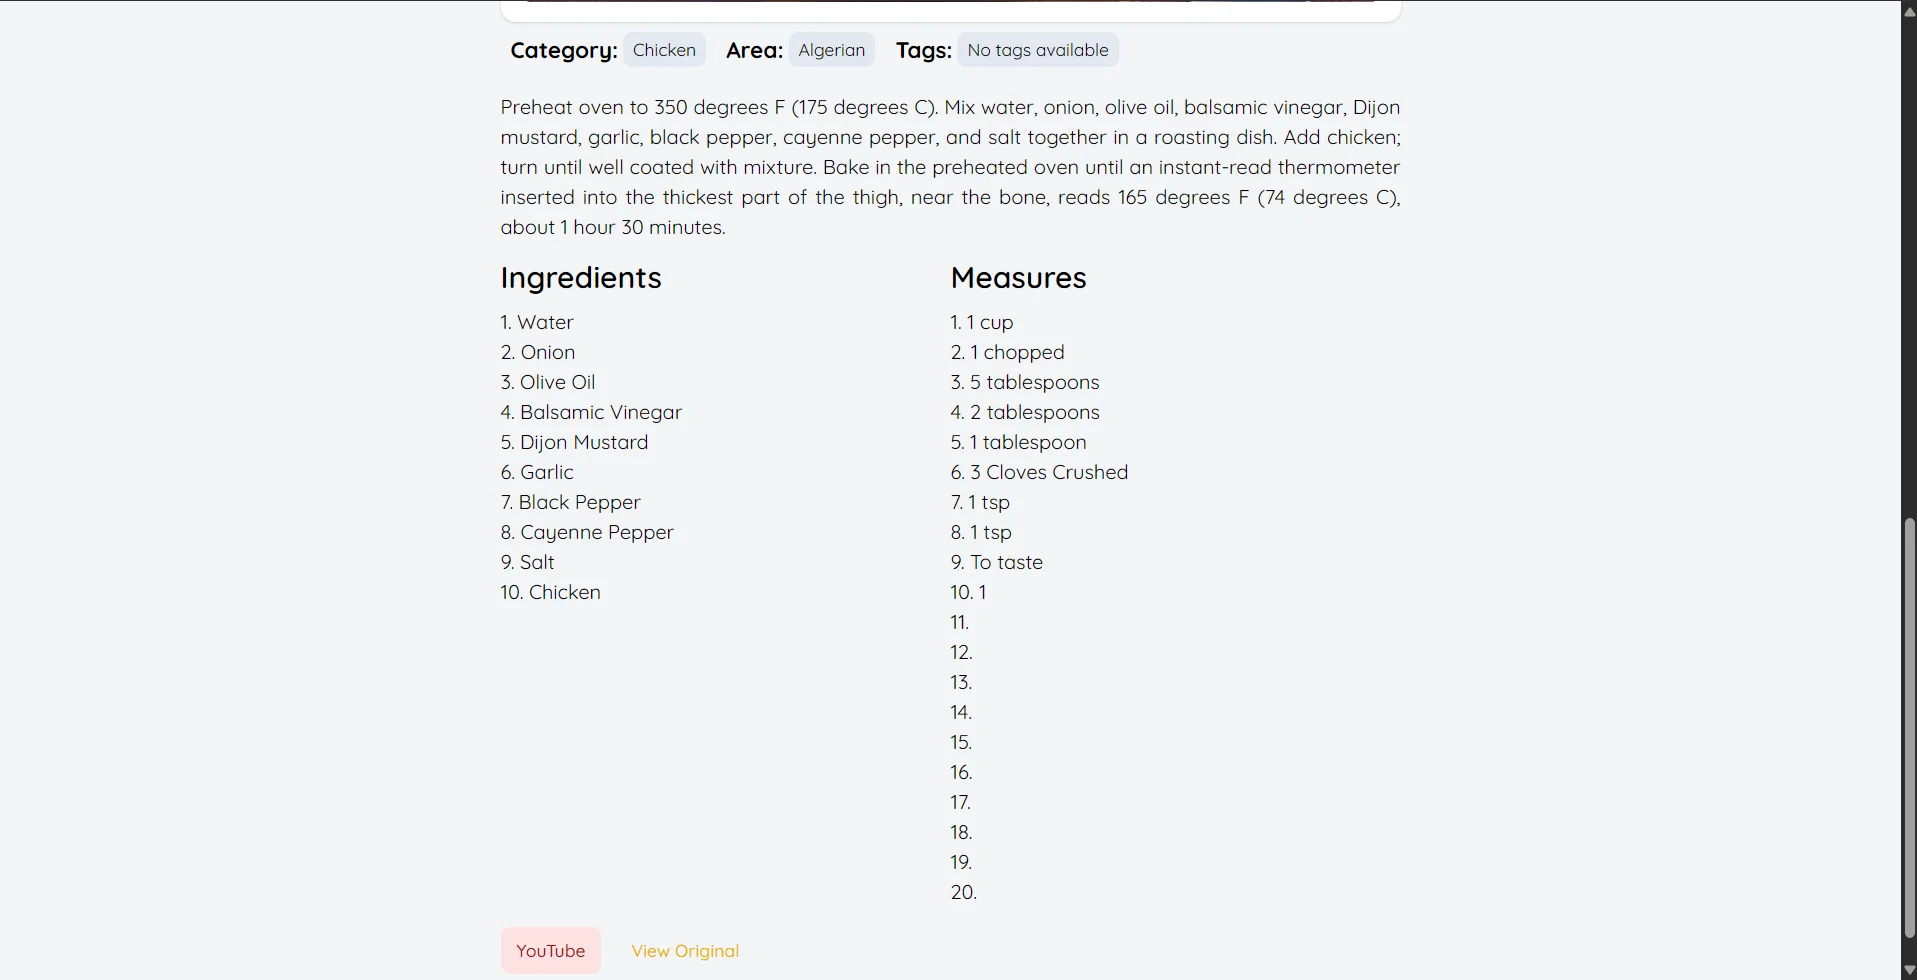 Category: Chicken Area: Algerian Tags: No tags available
Preheat oven to 350 degrees F (175 degrees C). Mix water, onion, olive oil, balsamic vinegar, Dijon
mustard, garlic, black pepper, cayenne pepper, and salt together in a roasting dish. Add chicken;
turn until well coated with mixture. Bake in the preheated oven until an instant-read thermometer
inserted into the thickest part of the thigh, near the bone, reads 165 degrees F (74 degrees C),
about 1 hour 30 minutes.
Ingredients
1. Water
2. Onion
3. Olive Oil
4. Balsamic Vinegar
5. Dijon Mustard
6. Garlic
7. Black Pepper
8. Cayenne Pepper
9. Salt
10. Chicken
Measures
1. 1 cup
2. 1 chopped
3. 5 tablespoons
4. 2 tablespoons
5. 1 tablespoon
6. 3 Cloves Crushed
7. 1 tsp
8. 1 tsp
9. To taste
10. 1
11.
12.
13.
14.
15.
16.
17.
18.
19.
20.
YouTube View Original